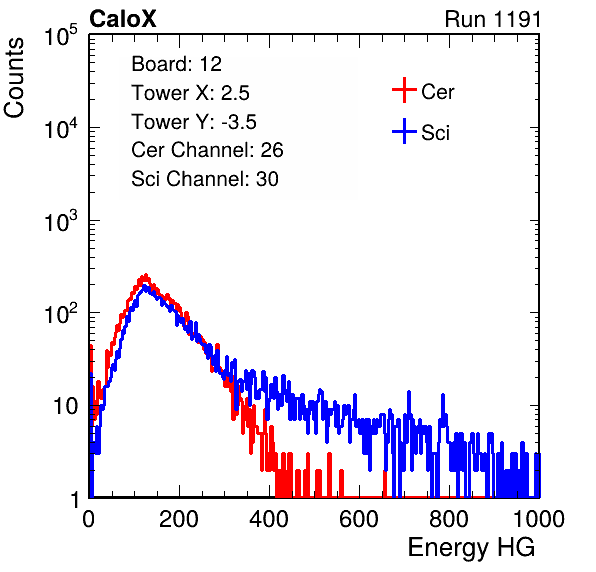 CaloX Run 1191
Counts
10^5
10^4
10^3
10^2
10
1
Board: 12
Tower X: 2.5
Tower Y: -3.5
Cer Channel: 26
Sci Channel: 30
Cer
Sci
0 200 400 600 800 1000
Energy HG